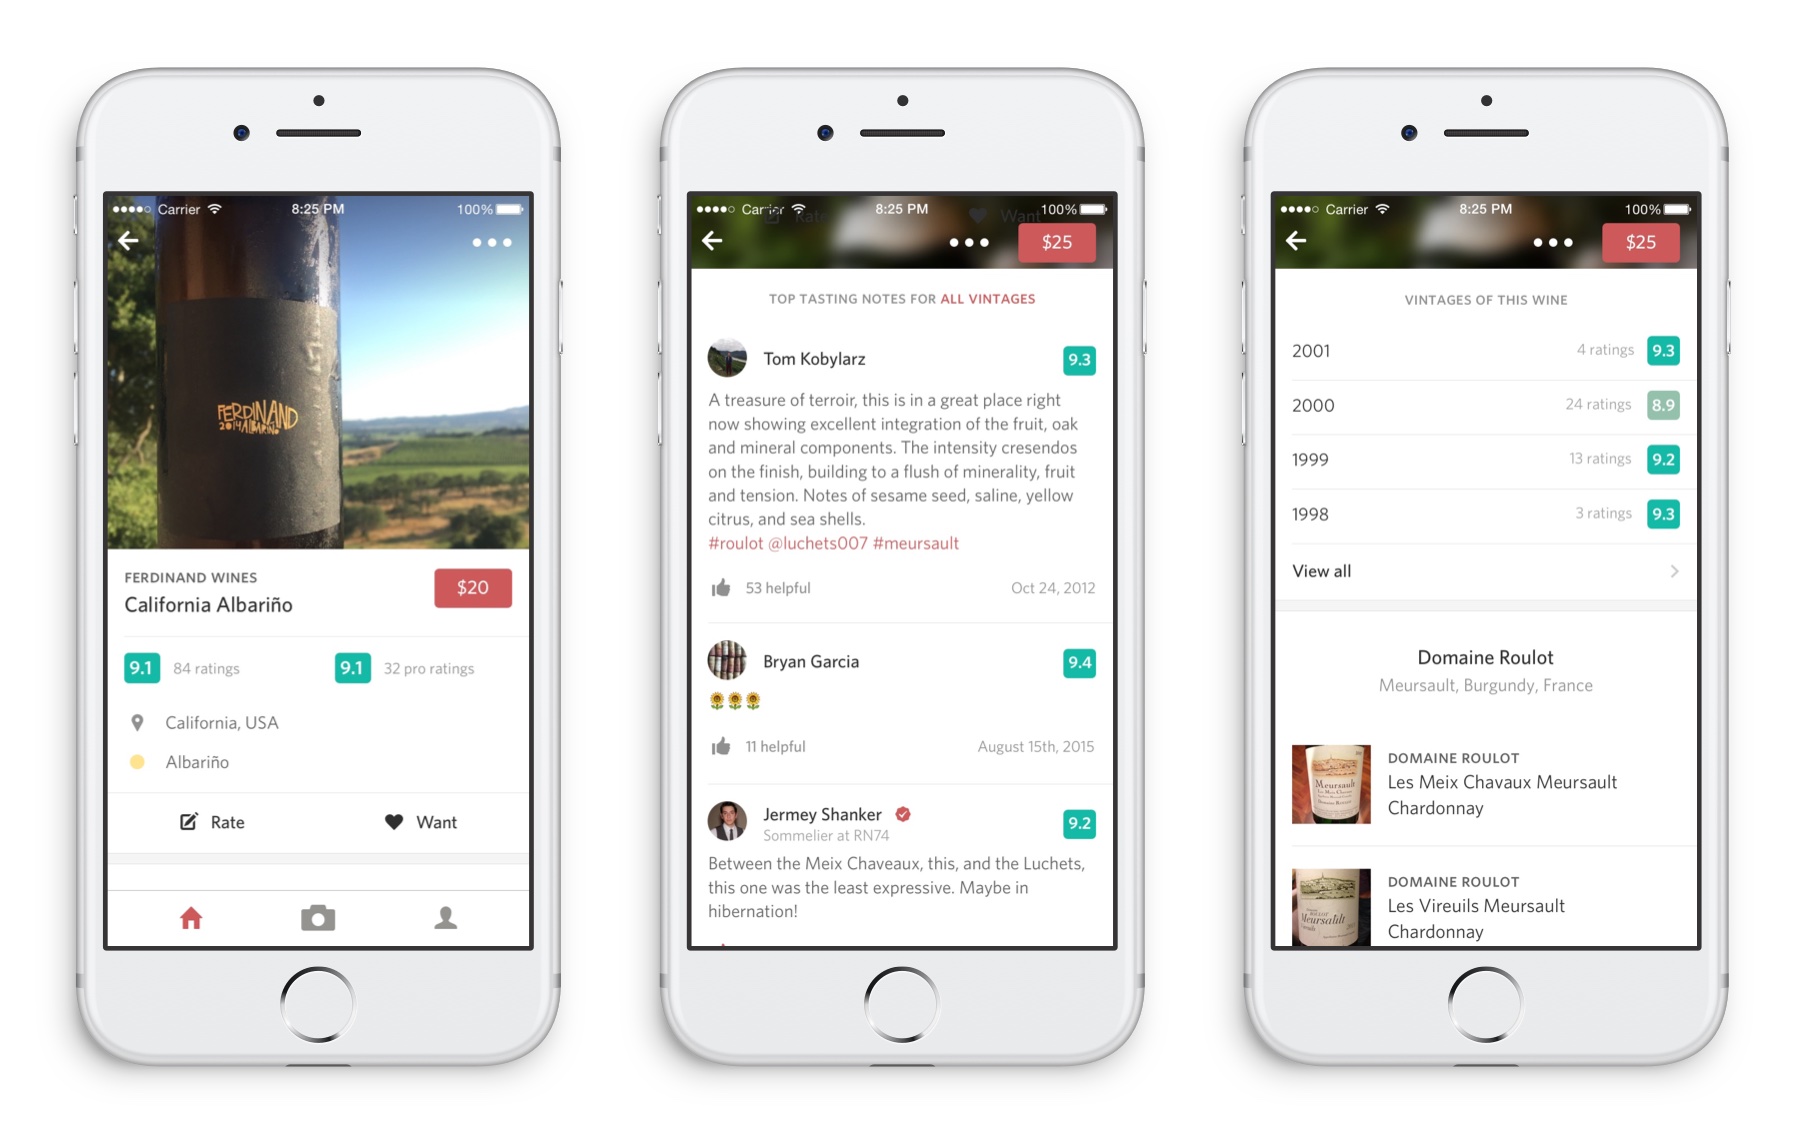 Carrier 8:25 PM 100%
FERDINAND
2014 ALBARIÑO
FERDINAND WINES
California Albariño
$20
9.1 84 ratings 9.1 32 pro ratings
California, USA
Albariño
Rate Want
Carrier 8:25 PM 100%
Rate Want
$25
TOP TASTING NOTES FOR ALL VINTAGES
Tom Kobylarz 9.3
A treasure of terroir, this is in a great place right
now showing excellent integration of the fruit, oak
and mineral components. The intensity cresendos
on the finish, building to a flush of minerality, fruit
and tension. Notes of sesame seed, saline, yellow
citrus, and sea shells.
#roulot @luchets007 #meursault
53 helpful Oct 24, 2012
Bryan Garcia 9.4
🌻🌻🌻
11 helpful August 15th, 2015
Jermey Shanker 9.2
Sommelier at RN74
Between the Meix Chaveaux, this, and the Luchets,
this one was the least expressive. Maybe in
hibernation!
Carrier 8:25 PM 100%
$25
VINTAGES OF THIS WINE
2001 4 ratings 9.3
2000 24 ratings 8.9
1999 13 ratings 9.2
1998 3 ratings 9.3
View all
Domaine Roulot
Meursault, Burgundy, France
Meursault
DOMAINE ROULOT
Les Meix Chavaux Meursault
Chardonnay
Meursault
DOMAINE ROULOT
Les Vireuils Meursault
Chardonnay